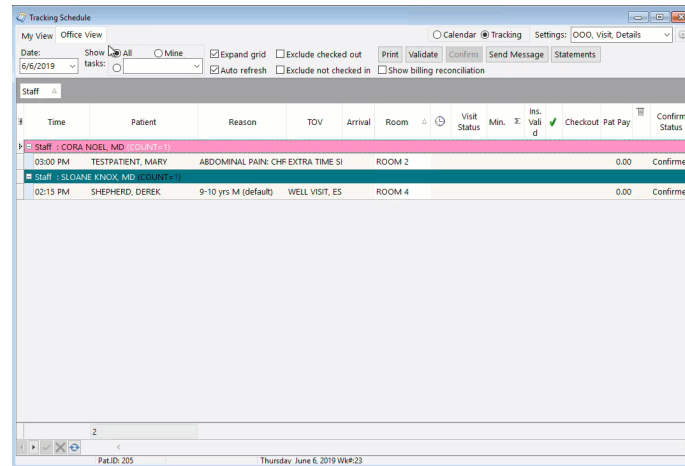 Tracking Schedule
My View Office View Calendar Tracking Settings: OOO, Visit, Details
Date: Show tasks: All Mine Expand grid Exclude checked out Print Validate Confirm Send Message Statements
6/6/2019 Auto refresh Exclude not checked in Show billing reconciliation
Staff
Time Patient Reason TOV Arrival Room Visit Status Min. Σ Ins. Vali d Checkout Pat Pay Confirm Status
Staff : CORA NOEL, MD (COUNT=1)
03:00 PM TESTPATIENT, MARY ABDOMINAL PAIN: CHF EXTRA TIME SI ROOM 2 0.00 Confirme
Staff : SLOANE KNOX, MD (COUNT=1)
02:15 PM SHEPHERD, DEREK 9-10 yrs M (default) WELL VISIT, ES ROOM 4 0.00 Confirme
2
Pat.ID: 205 Thursday June 6, 2019 Wk#:23